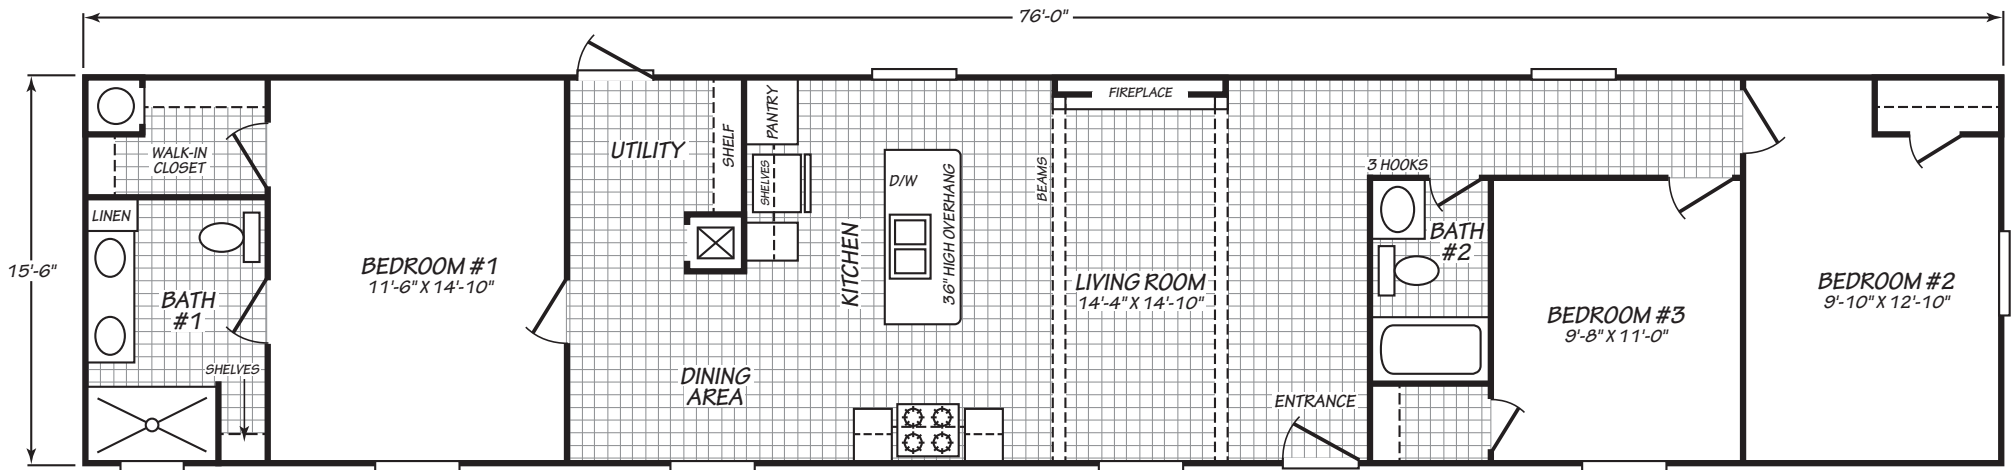 76'-0"
15'-6"
WALK-IN
CLOSET
LINEN
BATH
#1
SHELVES
BEDROOM #1
11'-6" X 14'-10"
UTILITY
SHELF
PANTRY
SHELVES
KITCHEN
D/W
36" HIGH OVERHANG
DINING
AREA
BEAMS
FIREPLACE
LIVING ROOM
14'-4" X 14'-10"
ENTRANCE
3 HOOKS
BATH
#2
BEDROOM #3
9'-8" X 11'-0"
BEDROOM #2
9'-10" X 12'-10"